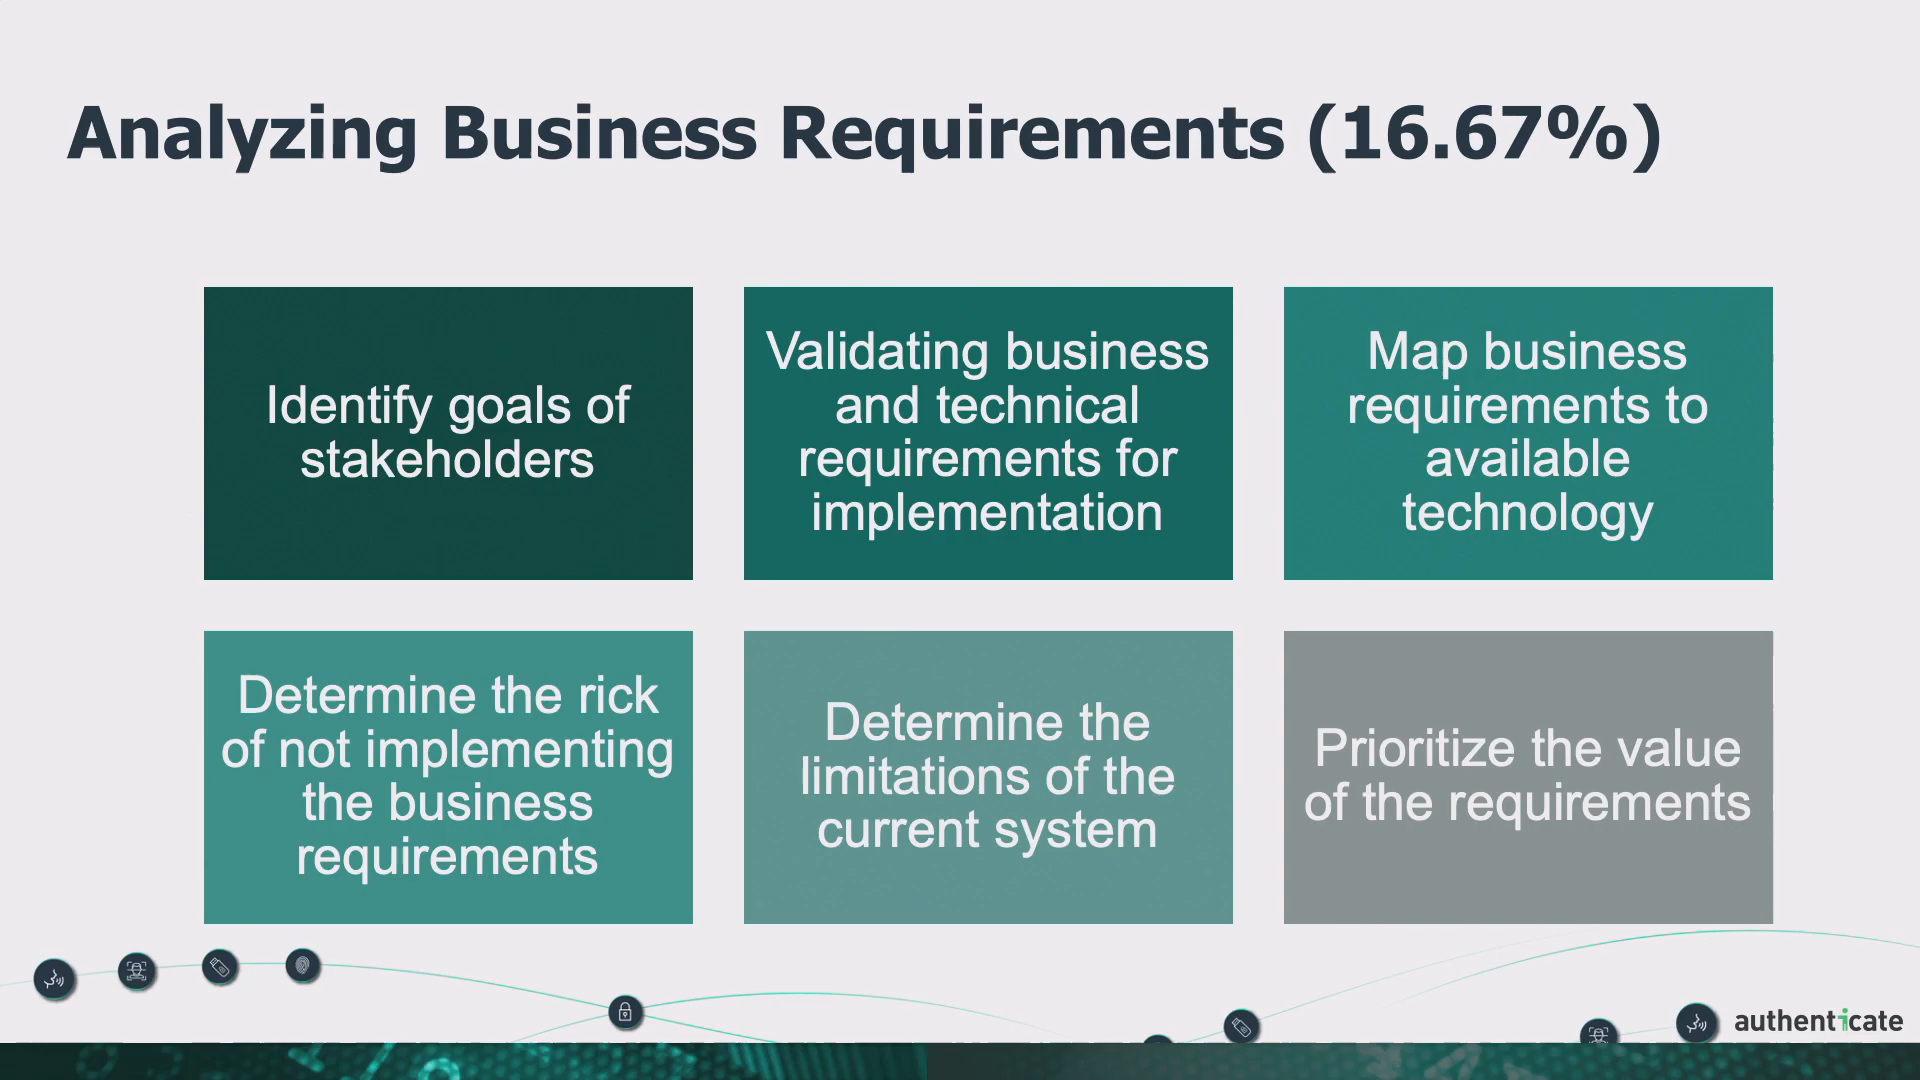 Analyzing Business Requirements (16.67%)
Identify goals of
stakeholders
Validating business
and technical
requirements for
implementation
Map business
requirements to
available
technology
Determine the rick
of not implementing
the business
requirements
Determine the
limitations of the
current system
Prioritize the value
of the requirements
authenticate